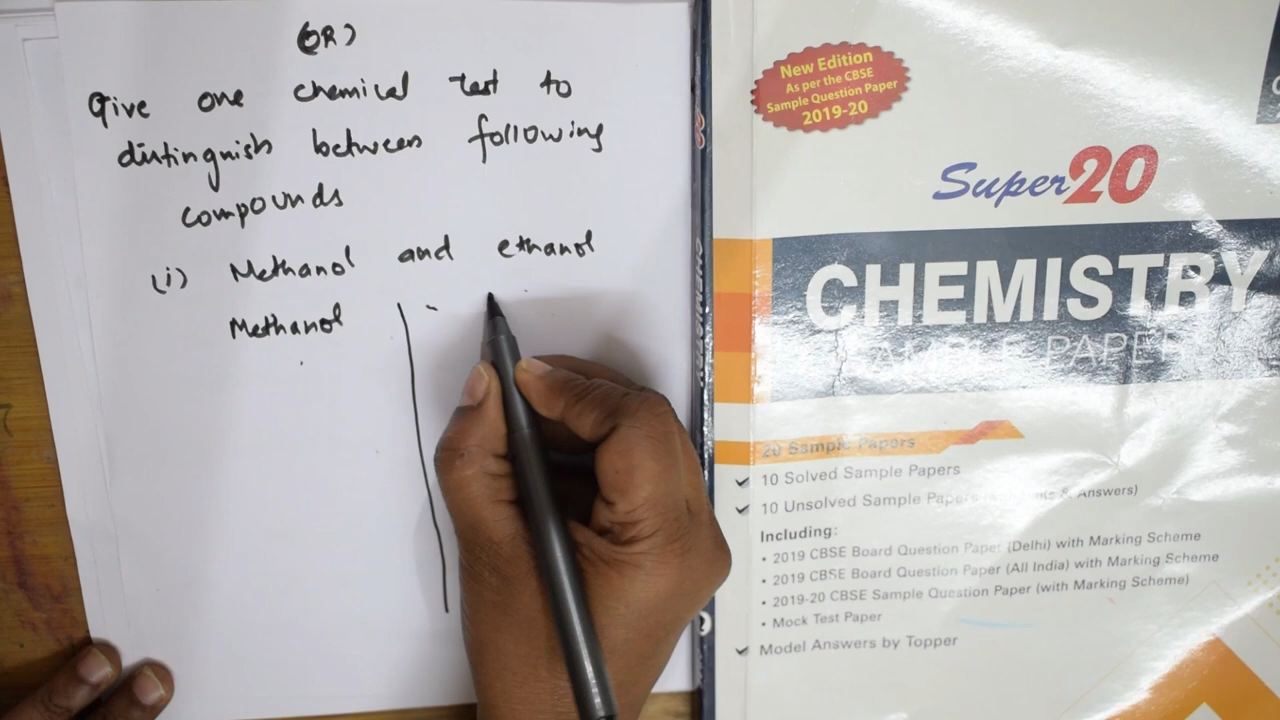 (OR)
Give one chemical test to
distinguish between following
compounds
(i) Methanol and ethanol
Methanol
New Edition
As per the CBSE
Sample Question Paper
2019-20
Super20
CHEMISTRY
SAMPLE PAPER
20 Sample Papers
10 Solved Sample Papers
10 Unsolved Sample Papers & Answers)
Including:
• 2019 CBSE Board Question Paper (Delhi) with Marking Scheme
• 2019 CBSE Board Question Paper (All India) with Marking Scheme
• 2019-20 CBSE Sample Question Paper (with Marking Scheme)
• Mock Test Paper
Model Answers by Topper